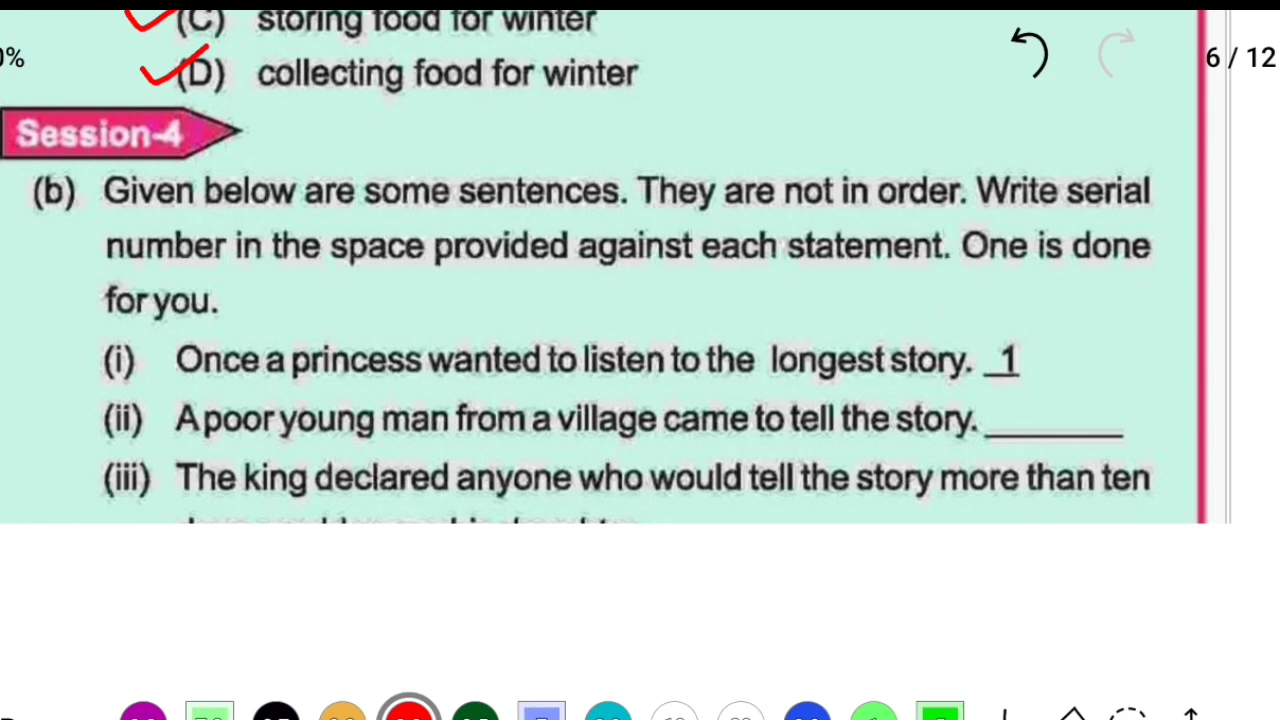 (C) storing food for winter
0%
6 / 12
(D) collecting food for winter
Session-4
(b) Given below are some sentences. They are not in order. Write serial
number in the space provided against each statement. One is done
for you.
(i) Once a princess wanted to listen to the longest story. 1
(ii) A poor young man from a village came to tell the story.
(iii) The king declared anyone who would tell the story more than ten